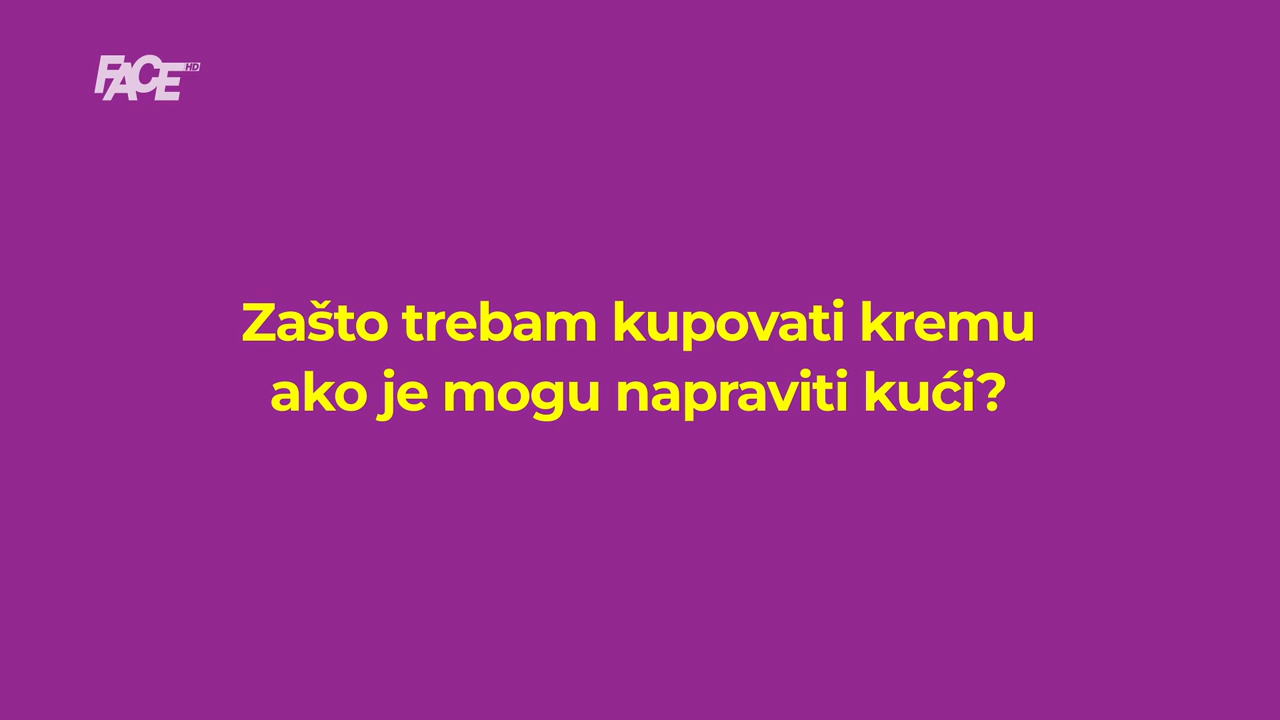 FACE HD
Zašto trebam kupovati kremu
ako je mogu napraviti kući?